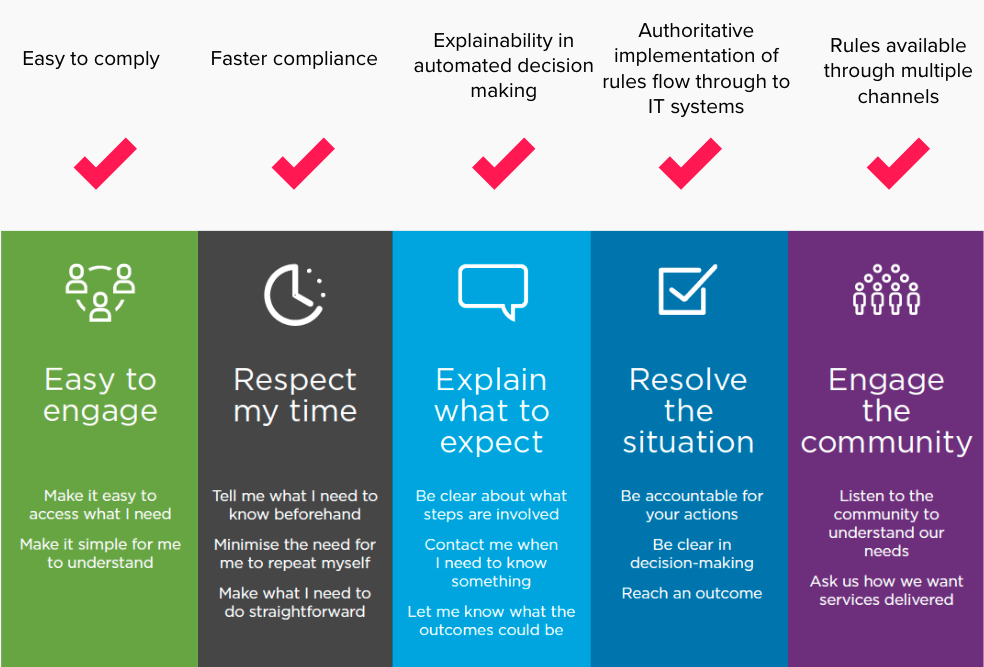 Easy to comply
Faster compliance
Explainability in
automated decision
making
Authoritative
implementation of
rules flow through to
IT systems
Rules available
through multiple
channels
Easy to
engage
Make it easy to
access what I need
Make it simple for me
to understand
Respect
my time
Tell me what I need to
know beforehand
Minimise the need for
me to repeat myself
Make what I need to
do straightforward
Explain
what to
expect
Be clear about what
steps are involved
Contact me when
I need to know
something
Let me know what the
outcomes could be
Resolve
the
situation
Be accountable for
your actions
Be clear in
decision-making
Reach an outcome
Engage
the
community
Listen to the
community to
understand our
needs
Ask us how we want
services delivered